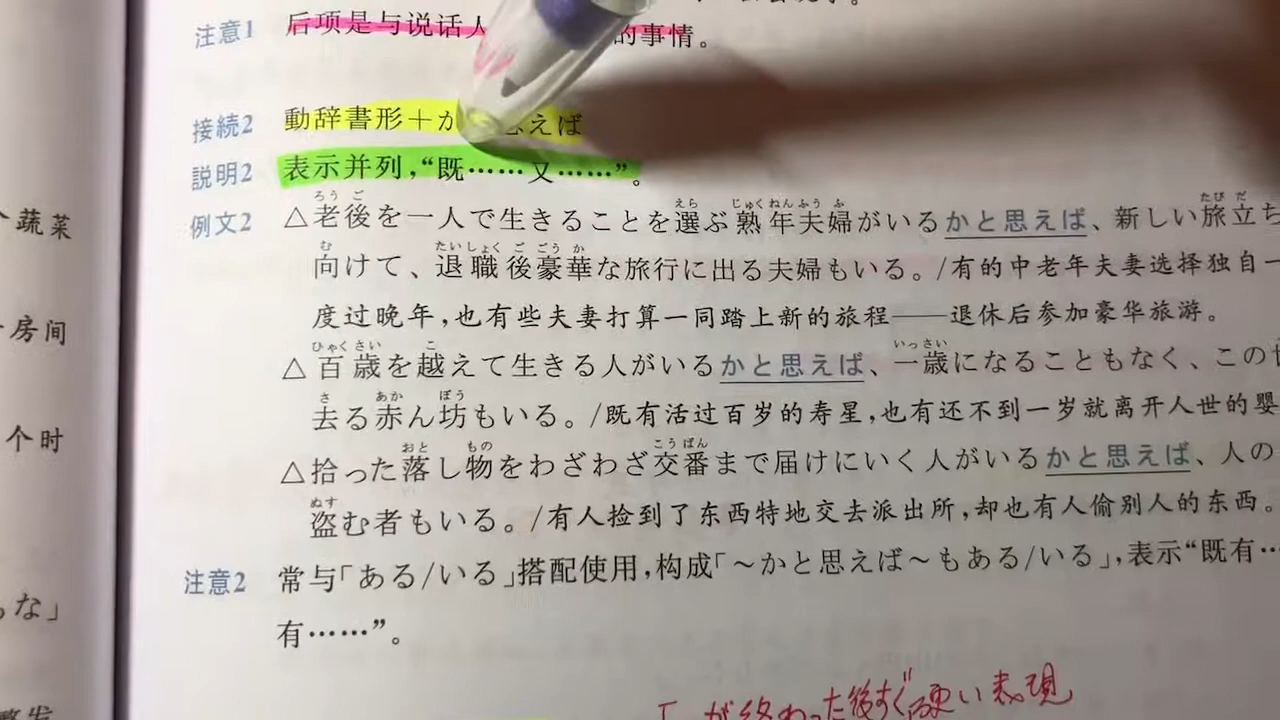 注意1 后项是与说话人 的事情。
接続2 動辞書形＋か 思えば
説明2 表示并列，“既……又……”。
例文2 △老後を一人で生きることを選ぶ熟年夫婦がいるかと思えば、新しい旅立ち
向けて、退職後豪華な旅行に出る夫婦もいる。/有的中老年夫妻选择独自一
度过晚年，也有些夫妻打算一同踏上新的旅程——退休后参加豪华旅游。
△百歳を越えて生きる人がいるかと思えば、一歳になることもなく、この
去る赤ん坊もいる。/既有活过百岁的寿星，也有还不到一岁就离开人世的婴
△拾った落し物をわざわざ交番まで届けにいく人がいるかと思えば、人の
盗む者もいる。/有人捡到了东西特地交去派出所，却也有人偷别人的东西。
注意2 常与「ある/いる」搭配使用，构成「～かと思えば～もある/いる」，表示“既有…
有……”。
が終わった後すぐ 硬い表現
蔬菜
房间
个时
な」